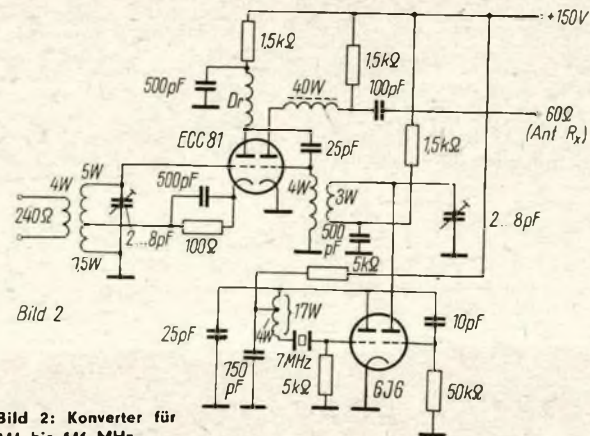 +150V
1,5kΩ
1,5kΩ
500pF
Dr
40W
100pF
60Ω
(Ant Rx)
ECC 81
25pF
1,5kΩ
5W
4W
500pF
4W
3W
240Ω
2...8pF
100Ω
500
pF
2...8pF
7,5W
5kΩ
Bild 2
17W
10pF
25pF
4W
7MHz
750
pF
5kΩ
6J6
50kΩ
Bild 2: Konverter für